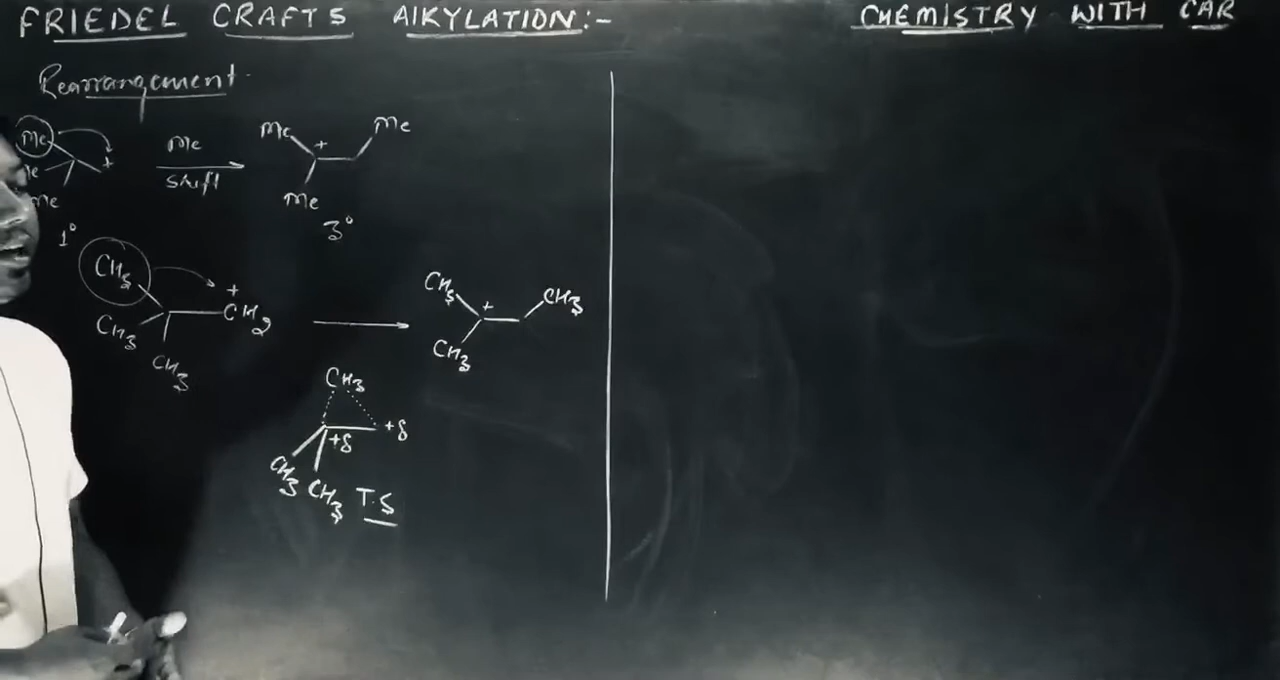 FRIEDEL CRAFTS AlKYLATION:-
CHEMISTRY WITH CAR
Rearrangement
Me
Me
Me
+
1°
Me
shift
Me
Me
+
Me
3°
CH3
CH3
CH3
+
CH2
CH3
CH3
+
CH3
CH3
+δ
+δ
CH3
CH3
T.S